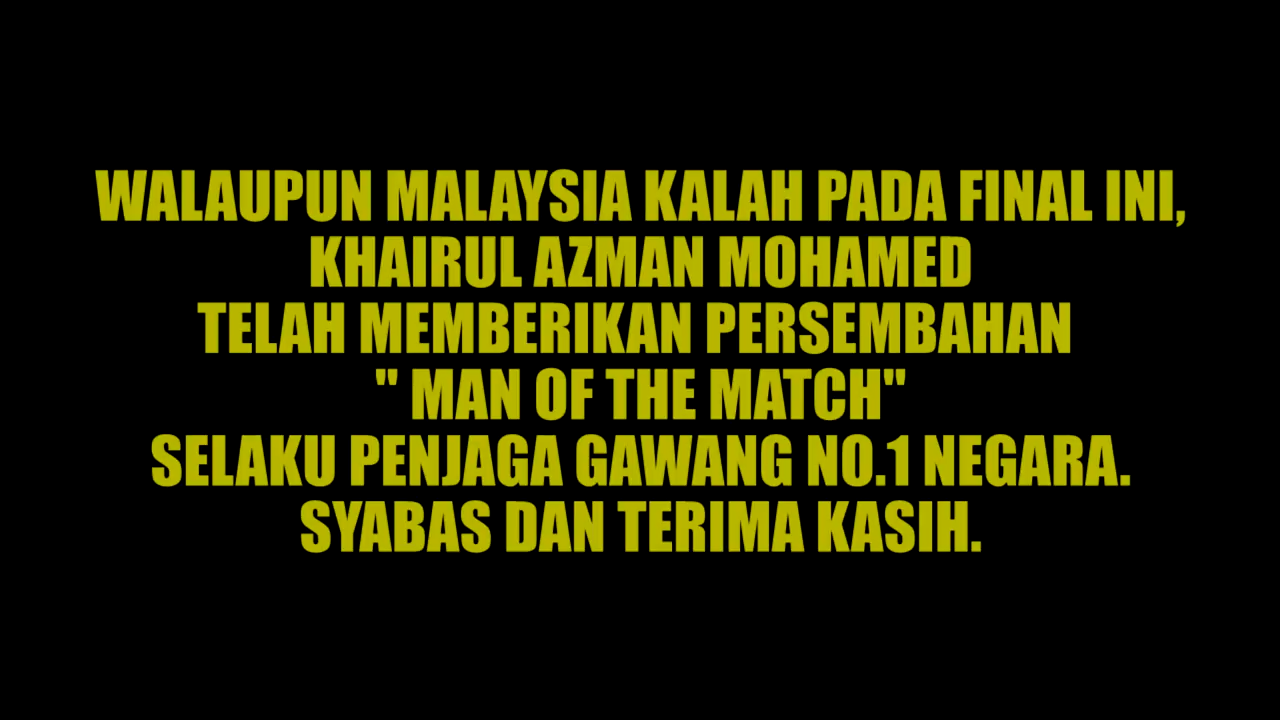 WALAUPUN MALAYSIA KALAH PADA FINAL INI,
KHAIRUL AZMAN MOHAMED
TELAH MEMBERIKAN PERSEMBAHAN
" MAN OF THE MATCH"
SELAKU PENJAGA GAWANG NO.1 NEGARA.
SYABAS DAN TERIMA KASIH.